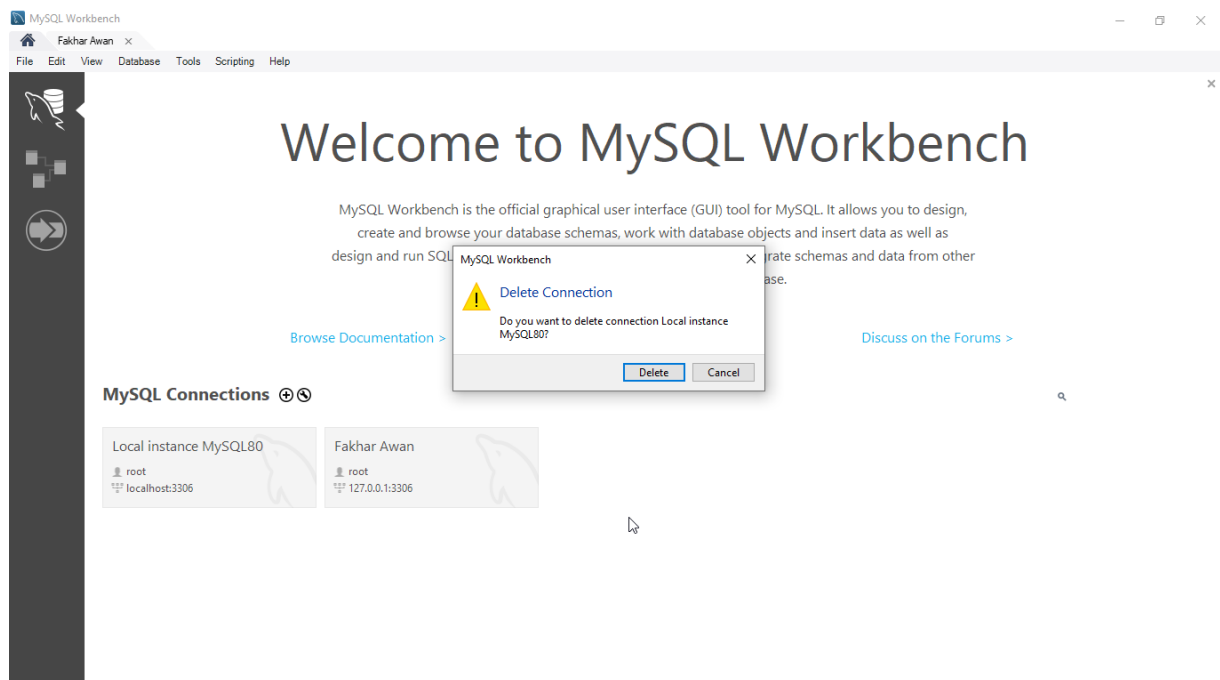 MySQL Workbench
Fakhar Awan
File Edit View Database Tools Scripting Help
Welcome to MySQL Workbench
MySQL Workbench is the official graphical user interface (GUI) tool for MySQL. It allows you to design,
create and browse your database schemas, work with database objects and insert data as well as
design and run SQL
rate schemas and data from other
ase.
MySQL Workbench
Delete Connection
Do you want to delete connection Local instance
MySQL80?
Delete Cancel
Browse Documentation >
Discuss on the Forums >
MySQL Connections
Local instance MySQL80
root
localhost:3306
Fakhar Awan
root
127.0.0.1:3306